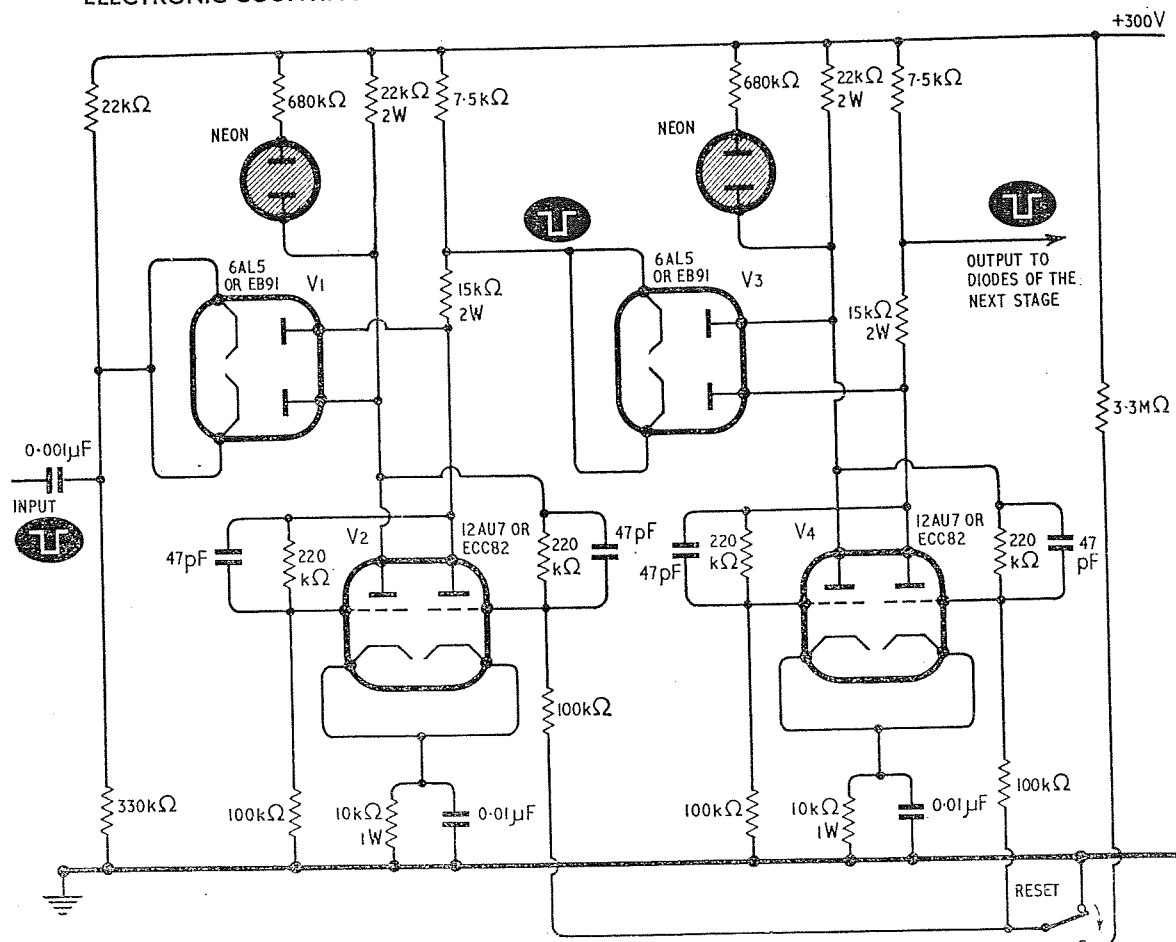 +300V
22kΩ
680kΩ
22kΩ
2W
7·5kΩ
680kΩ
22kΩ
2W
7·5kΩ
NEON
NEON
6AL5
OR EB91
V1
15kΩ
2W
6AL5
OR EB91
V3
15kΩ
2W
OUTPUT TO
DIODES OF THE
NEXT STAGE
3·3MΩ
0·001µF
INPUT
47pF
220
kΩ
V2
12AU7 OR
ECC82
220
kΩ
47pF
47pF
220
kΩ
V4
12AU7 OR
ECC82
220
kΩ
47
pF
100kΩ
330kΩ
100kΩ
10kΩ
1W
0·01µF
100kΩ
10kΩ
1W
0·01µF
100kΩ
RESET